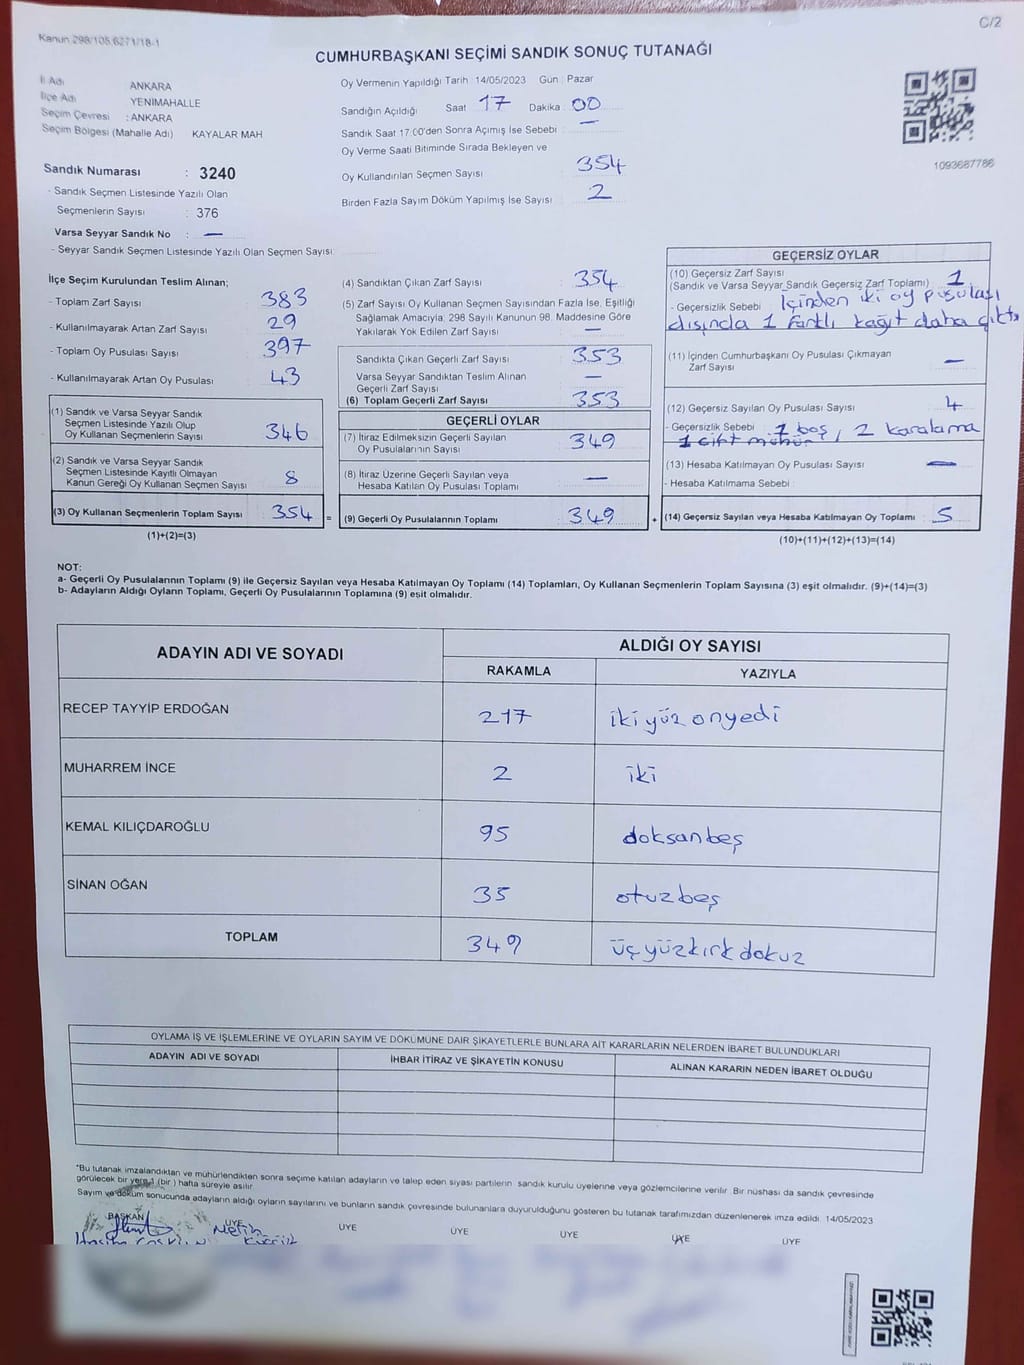 Kanun 298/105,6271/18-1
C/2
CUMHURBAŞKANI SEÇİMİ SANDIK SONUÇ TUTANAĞI
İl Adı ANKARA
İlçe Adı YENİMAHALLE
Seçim Çevresi : ANKARA
Seçim Bölgesi (Mahalle Adı) KAYALAR MAH
Sandık Numarası : 3240
- Sandık Seçmen Listesinde Yazılı Olan
Seçmenlerin Sayısı : 376
Varsa Seyyar Sandık No : —
- Seyyar Sandık Seçmen Listesinde Yazılı Olan Seçmen Sayısı
Oy Vermenin Yapıldığı Tarih : 14/05/2023 Gün : Pazar
Sandığın Açıldığı Saat 17 Dakika 00
Sandık Saat 17:00'den Sonra Açımış İse Sebebi : —
Oy Verme Saati Bitiminde Sırada Bekleyen ve
Oy Kullandırılan Seçmen Sayısı 354
Birden Fazla Sayım Döküm Yapılmış İse Sayısı 2
1093687786
İlçe Seçim Kurulundan Teslim Alınan;
- Toplam Zarf Sayısı 383
- Kullanılmayarak Artan Zarf Sayısı 29
- Toplam Oy Pusulası Sayısı 397
- Kullanılmayarak Artan Oy Pusulası 43
(1) Sandık ve Varsa Seyyar Sandık
Seçmen Listesinde Yazılı Olup
Oy Kullanan Seçmenlerin Sayısı 346
(2) Sandık ve Varsa Seyyar Sandık
Seçmen Listesinde Kayıtlı Olmayan
Kanun Gereği Oy Kullanan Seçmen Sayısı 8
(3) Oy Kullanan Seçmenlerin Toplam Sayısı 354 =
(1)+(2)=(3)
(4) Sandıktan Çıkan Zarf Sayısı 354
(5) Zarf Sayısı Oy Kullanan Seçmen Sayısından Fazla İse, Eşitliği
Sağlamak Amacıyla; 298 Sayılı Kanunun 98. Maddesine Göre
Yakılarak Yok Edilen Zarf Sayısı —
Sandıkta Çıkan Geçerli Zarf Sayısı 353
Varsa Seyyar Sandıktan Teslim Alınan
Geçerli Zarf Sayısı —
(6) Toplam Geçerli Zarf Sayısı 353
GEÇERLİ OYLAR
(7) İtiraz Edilmeksizin Geçerli Sayılan
Oy Pusulalarının Sayısı 349
(8) İtiraz Üzerine Geçerli Sayılan veya
Hesaba Katılan Oy Pusulası Toplamı —
(9) Geçerli Oy Pusulalarının Toplamı 349 +
GEÇERSİZ OYLAR
(10) Geçersiz Zarf Sayısı
(Sandık ve Varsa Seyyar Sandık Geçersiz Zarf Toplamı) 1
- Geçersizlik Sebebi : İçinden iki oy pusulası
dışında 1 farklı kağıt daha çıktı
(11) İçinden Cumhurbaşkanı Oy Pusulası Çıkmayan
Zarf Sayısı —
(12) Geçersiz Sayılan Oy Pusulası Sayısı 4
- Geçersizlik Sebebi 1 boş, 2 karalama
1 çift mühür
(13) Hesaba Katılmayan Oy Pusulası Sayısı —
- Hesaba Katılmama Sebebi
(14) Geçersiz Sayılan veya Hesaba Katılmayan Oy Toplamı : 5
(10)+(11)+(12)+(13)=(14)
NOT:
a- Geçerli Oy Pusulalarının Toplamı (9) ile Geçersiz Sayılan veya Hesaba Katılmayan Oy Toplamı (14) Toplamları, Oy Kullanan Seçmenlerin Toplam Sayısına (3) eşit olmalıdır. (9)+(14)=(3)
b- Adayların Aldığı Oyların Toplamı, Geçerli Oy Pusulalarının Toplamına (9) eşit olmalıdır.
ADAYIN ADI VE SOYADI ALDIĞI OY SAYISI
RAKAMLA YAZIYLA
RECEP TAYYİP ERDOĞAN 217 iki yüz onyedi
MUHARREM İNCE 2 iki
KEMAL KILIÇDAROĞLU 95 doksanbeş
SİNAN OĞAN 35 otuzbeş
TOPLAM 349 üçyüzkırkdokuz
OYLAMA İŞ VE İŞLEMLERİNE VE OYLARIN SAYIM VE DÖKÜMÜNE DAİR ŞİKAYETLERLE BUNLARA AİT KARARLARIN NELERDEN İBARET BULUNDUKLARI
ADAYIN ADI VE SOYADI İHBAR İTİRAZ VE ŞİKAYETİN KONUSU ALINAN KARARIN NEDEN İBARET OLDUĞU
*Bu tutanak imzalandıktan ve mühürlendikten sonra seçime katılan adayların ve talep eden siyasi partilerin sandık kurulu üyelerine veya gözlemcilerine verilir. Bir nüshası da sandık çevresinde
görülecek bir yere 1 (bir) hafta süreyle asılır.
Sayım ve döküm sonucunda adayların aldığı oyların sayılarını ve bunların sandık çevresinde bulunanlara duyurulduğunu gösteren bu tutanak tarafımızdan düzenlenerek imza edildi. 14/05/2023
BAŞKAN ÜYE ÜYE ÜYE ÜYE ÜYE ÜYE